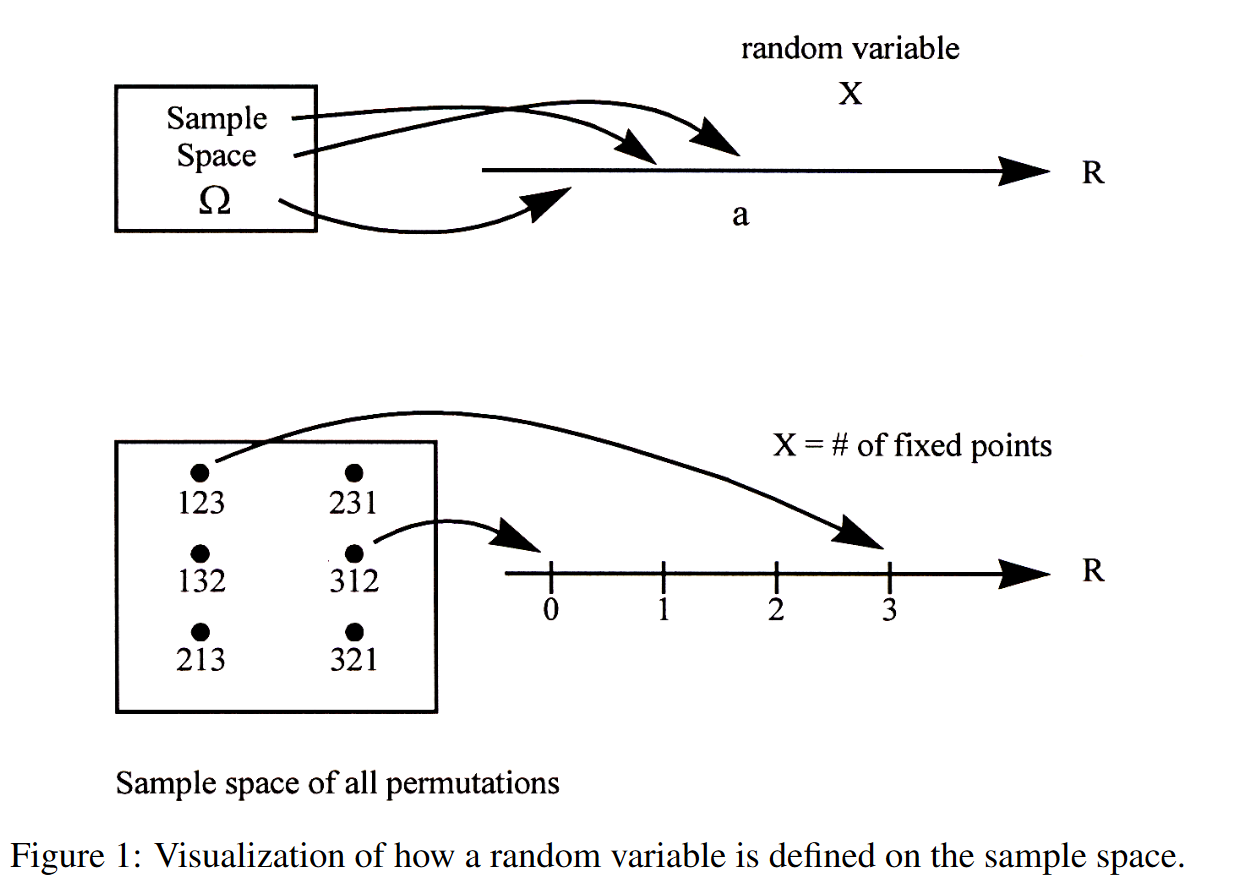 random variable
X
Sample
Space
Ω
R
a
X = # of fixed points
123 231
132 312
213 321
R
0 1 2 3
Sample space of all permutations
Figure 1: Visualization of how a random variable is defined on the sample space.